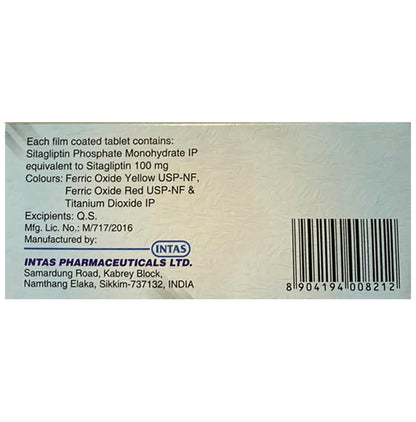 Each film coated tablet contains:
Sitagliptin Phosphate Monohydrate IP
equivalent to Sitagliptin 100 mg
Colours: Ferric Oxide Yellow USP-NF,
Ferric Oxide Red USP-NF &
Titanium Dioxide IP
Excipients: Q.S.
Mfg. Lic. No.: M/717/2016
Manufactured by:
INTAS
INTAS PHARMACEUTICALS LTD.
Samardung Road, Kabrey Block,
Namthang Elaka, Sikkim-737132, INDIA
8 904194 008212